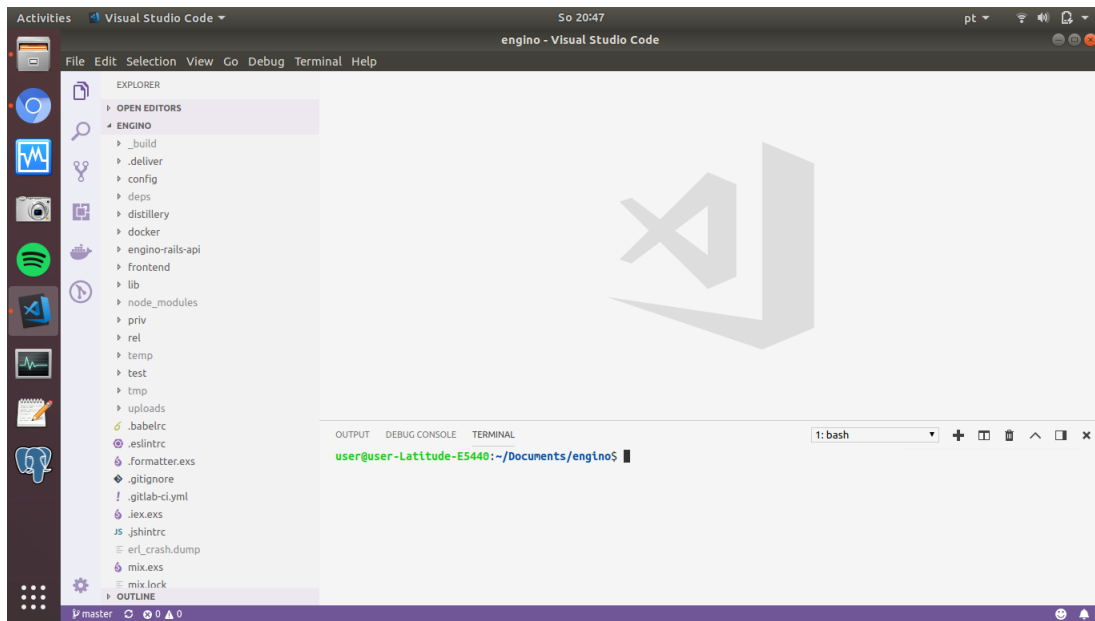 Activities Visual Studio Code So 20:47 pt
engino - Visual Studio Code
File Edit Selection View Go Debug Terminal Help
EXPLORER
OPEN EDITORS
ENGINO
_build
.deliver
config
deps
distillery
docker
engino-rails-api
frontend
lib
node_modules
priv
rel
temp
test
tmp
uploads
.babelrc
.eslintrc
.formatter.exs
.gitignore
.gitlab-ci.yml
.iex.exs
JS .jshintrc
erl_crash.dump
mix.exs
mix.lock
OUTLINE
OUTPUT DEBUG CONSOLE TERMINAL 1: bash
user@user-Latitude-E5440:~/Documents/engino$
master 0 0